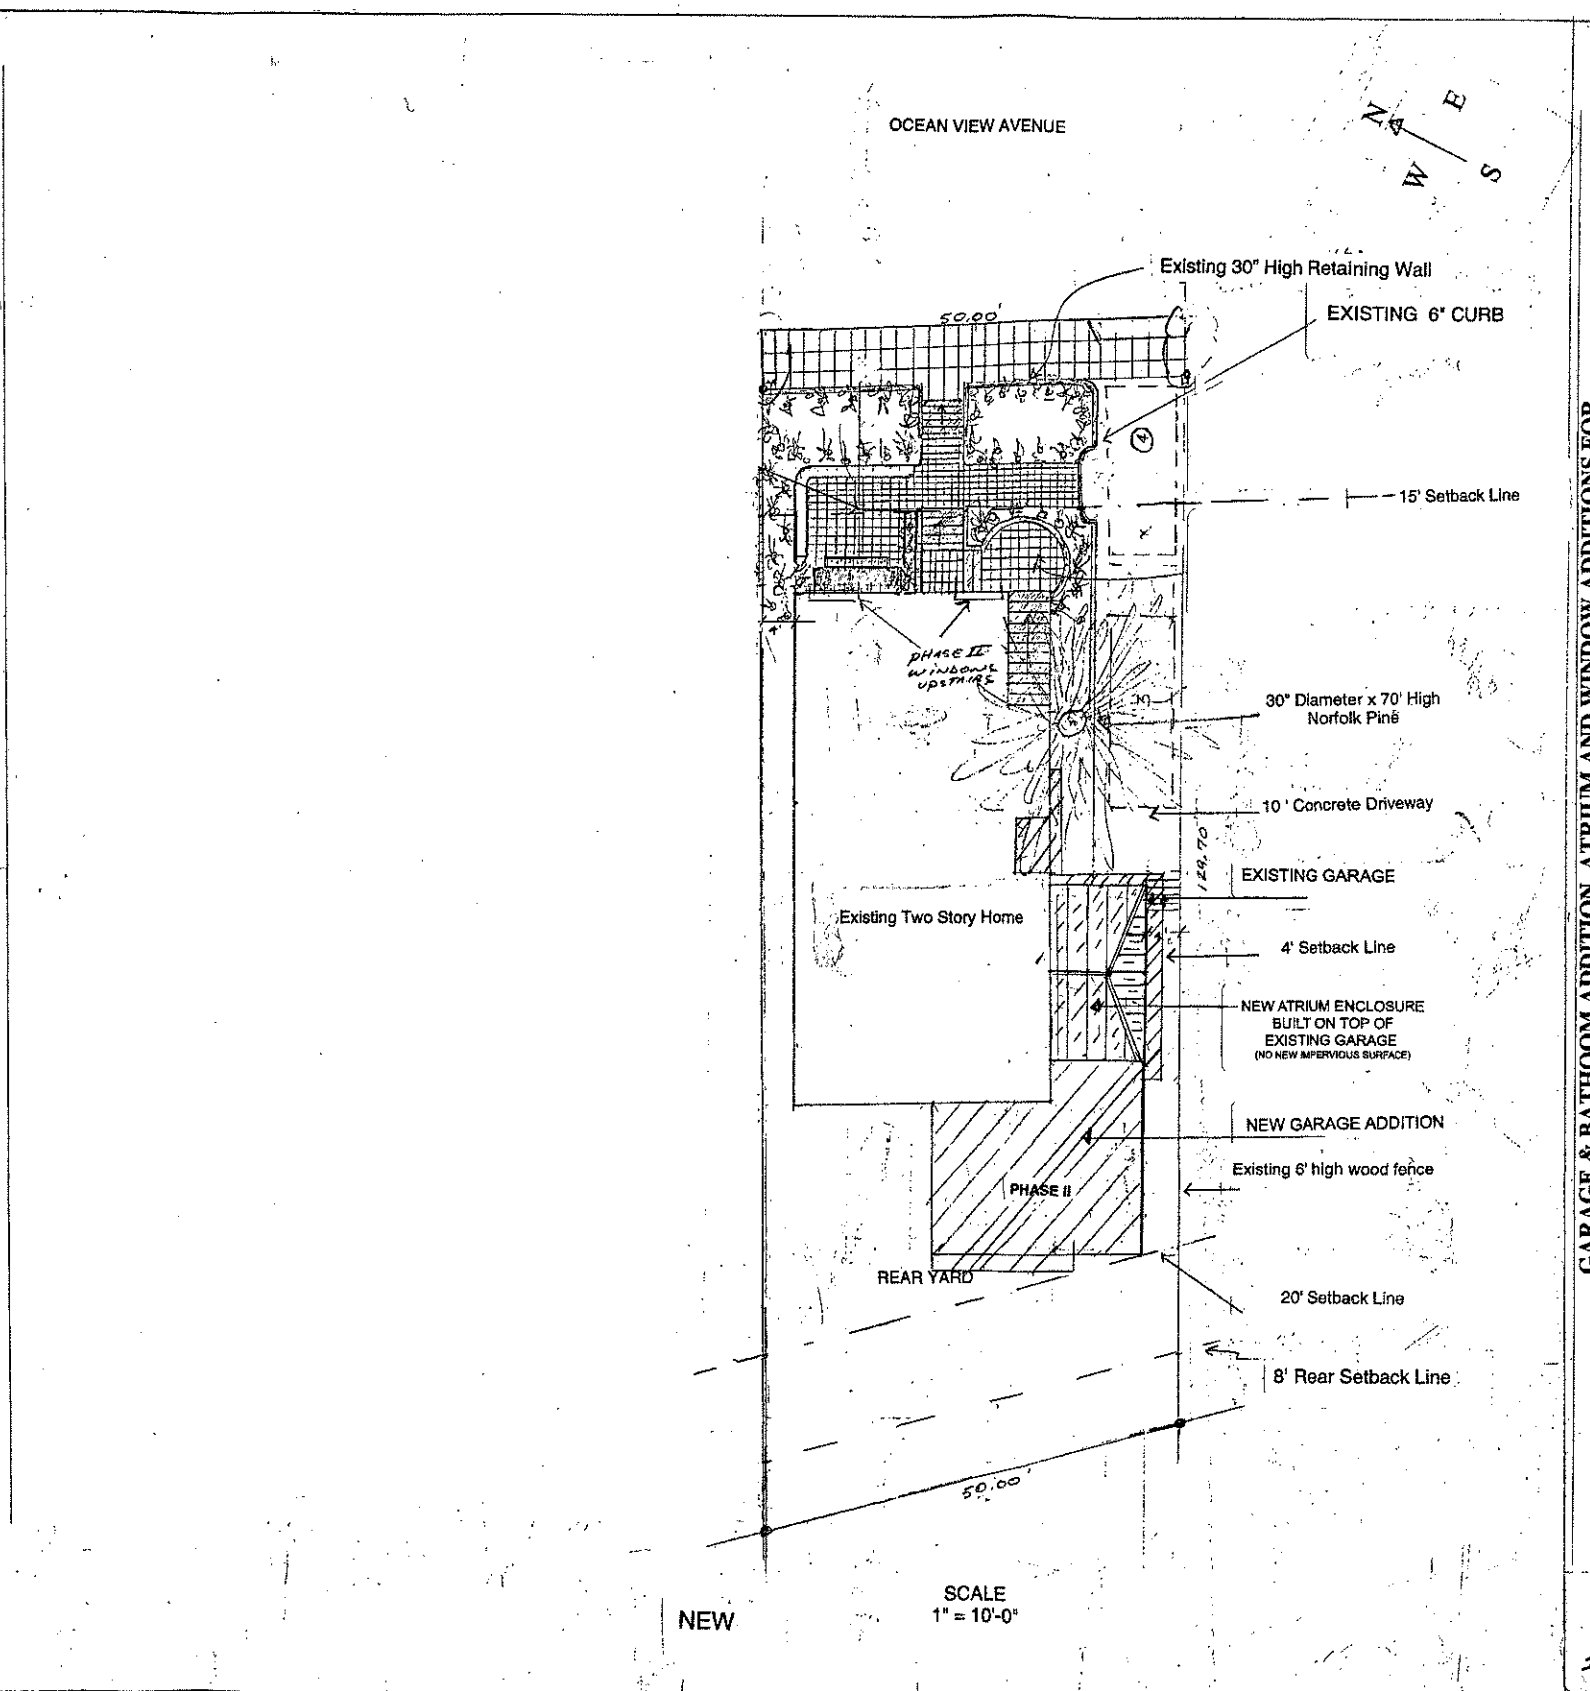 OCEAN VIEW AVENUE
N
E
W
S
Existing 30" High Retaining Wall
EXISTING 6" CURB
50.00'
4
15' Setback Line
X
4'
PHASE II
WINDOWS
UPSTAIRS
3
30" Diameter x 70' High
Norfolk Pine
10' Concrete Driveway
129.70
EXISTING GARAGE
Existing Two Story Home
4' Setback Line
NEW ATRIUM ENCLOSURE
BUILT ON TOP OF
EXISTING GARAGE
(NO NEW IMPERVIOUS SURFACE)
NEW GARAGE ADDITION
Existing 6' high wood fence
PHASE II
REAR YARD
20' Setback Line
8' Rear Setback Line
50.00'
SCALE
1" = 10'-0"
NEW
GARAGE & BATHOOM ADDITION, ATRIUM AND WINDOW ADDITIONS FOR